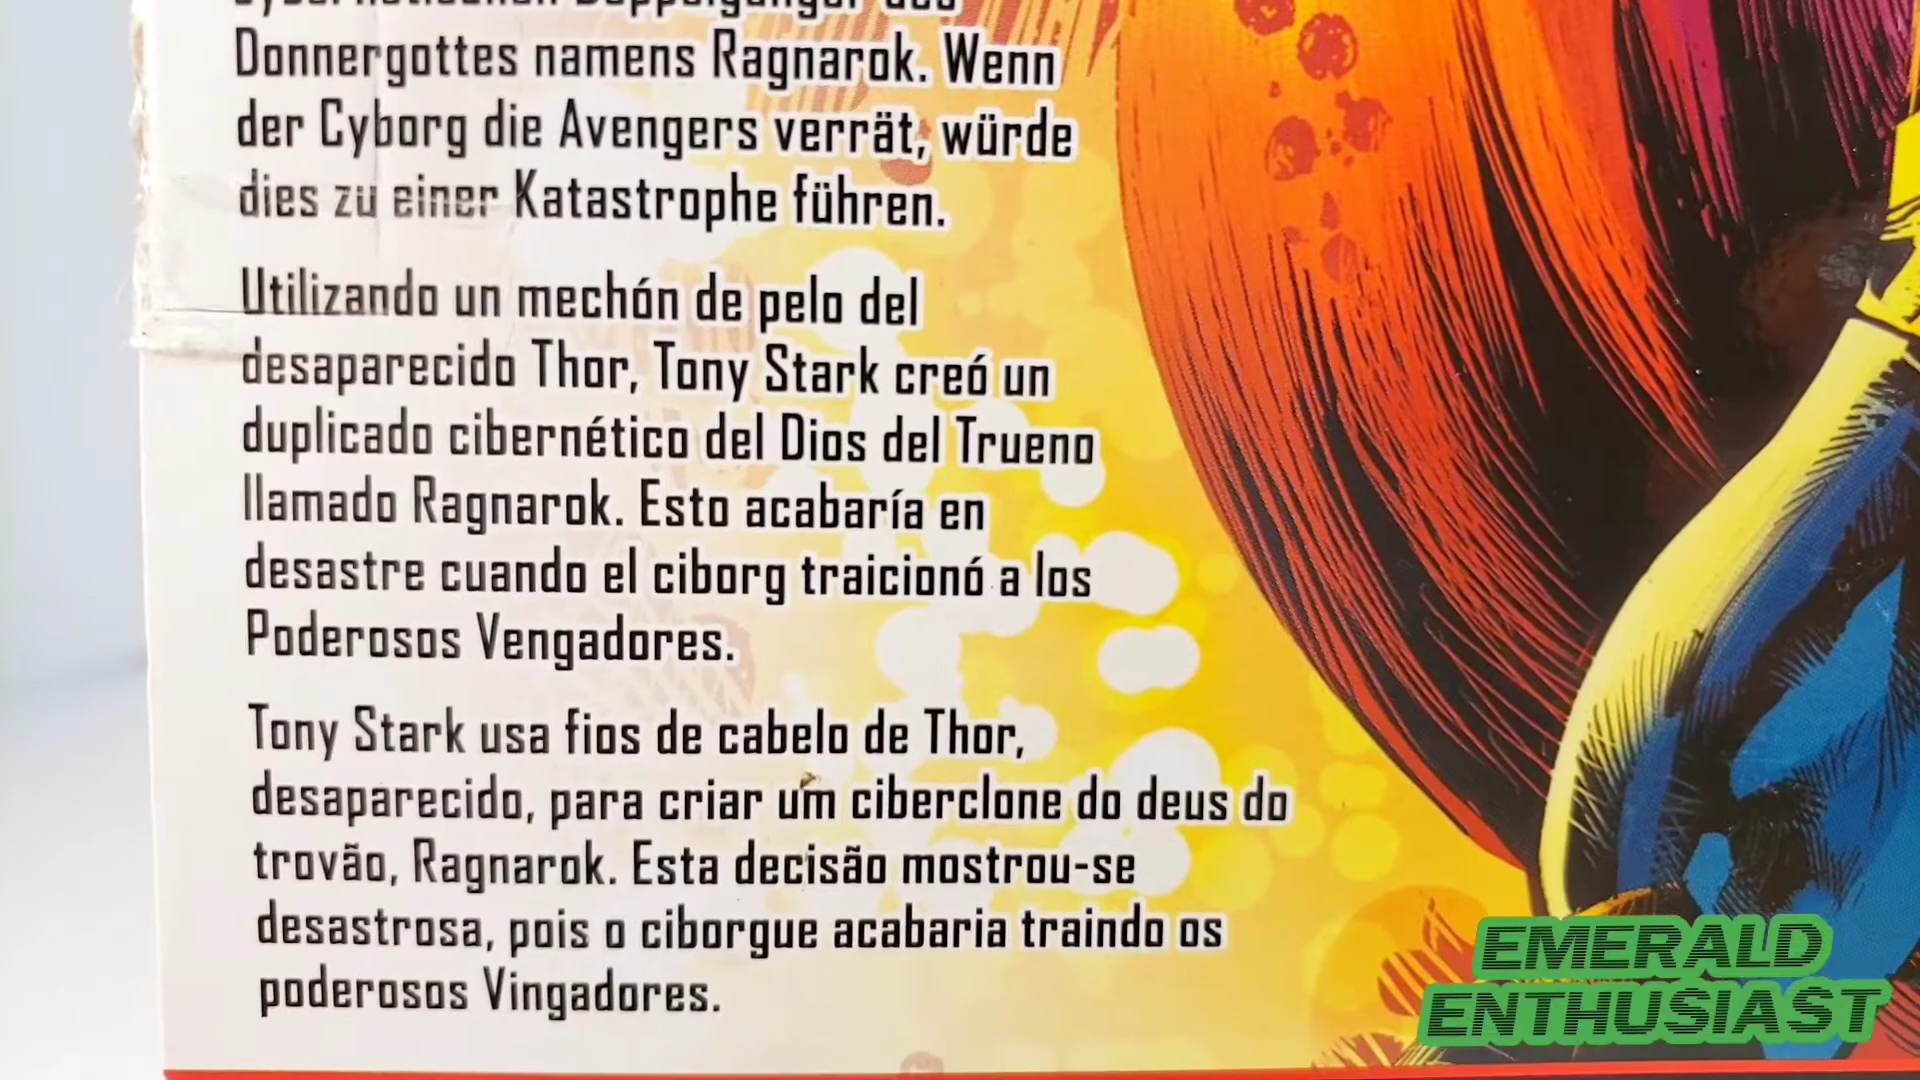 cybernetischen Doppelgänger des
Donnergottes namens Ragnarok. Wenn
der Cyborg die Avengers verrät, würde
dies zu einer Katastrophe führen.
Utilizando un mechón de pelo del
desaparecido Thor, Tony Stark creó un
duplicado cibernético del Dios del Trueno
llamado Ragnarok. Esto acabaría en
desastre cuando el ciborg traicionó a los
Poderosos Vengadores.
Tony Stark usa fios de cabelo de Thor,
desaparecido, para criar um ciberclone do deus do
trovão, Ragnarok. Esta decisão mostrou-se
desastrosa, pois o ciborgue acabaria traindo os
poderosos Vingadores.
EMERALD
ENTHUSIAST